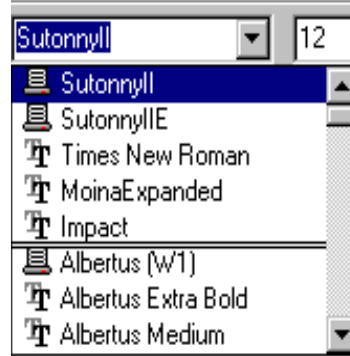 SutonnyII 12
SutonnyII
SutonnyIIE
Times New Roman
MoinaExpanded
Impact
Albertus (W1)
Albertus Extra Bold
Albertus Medium